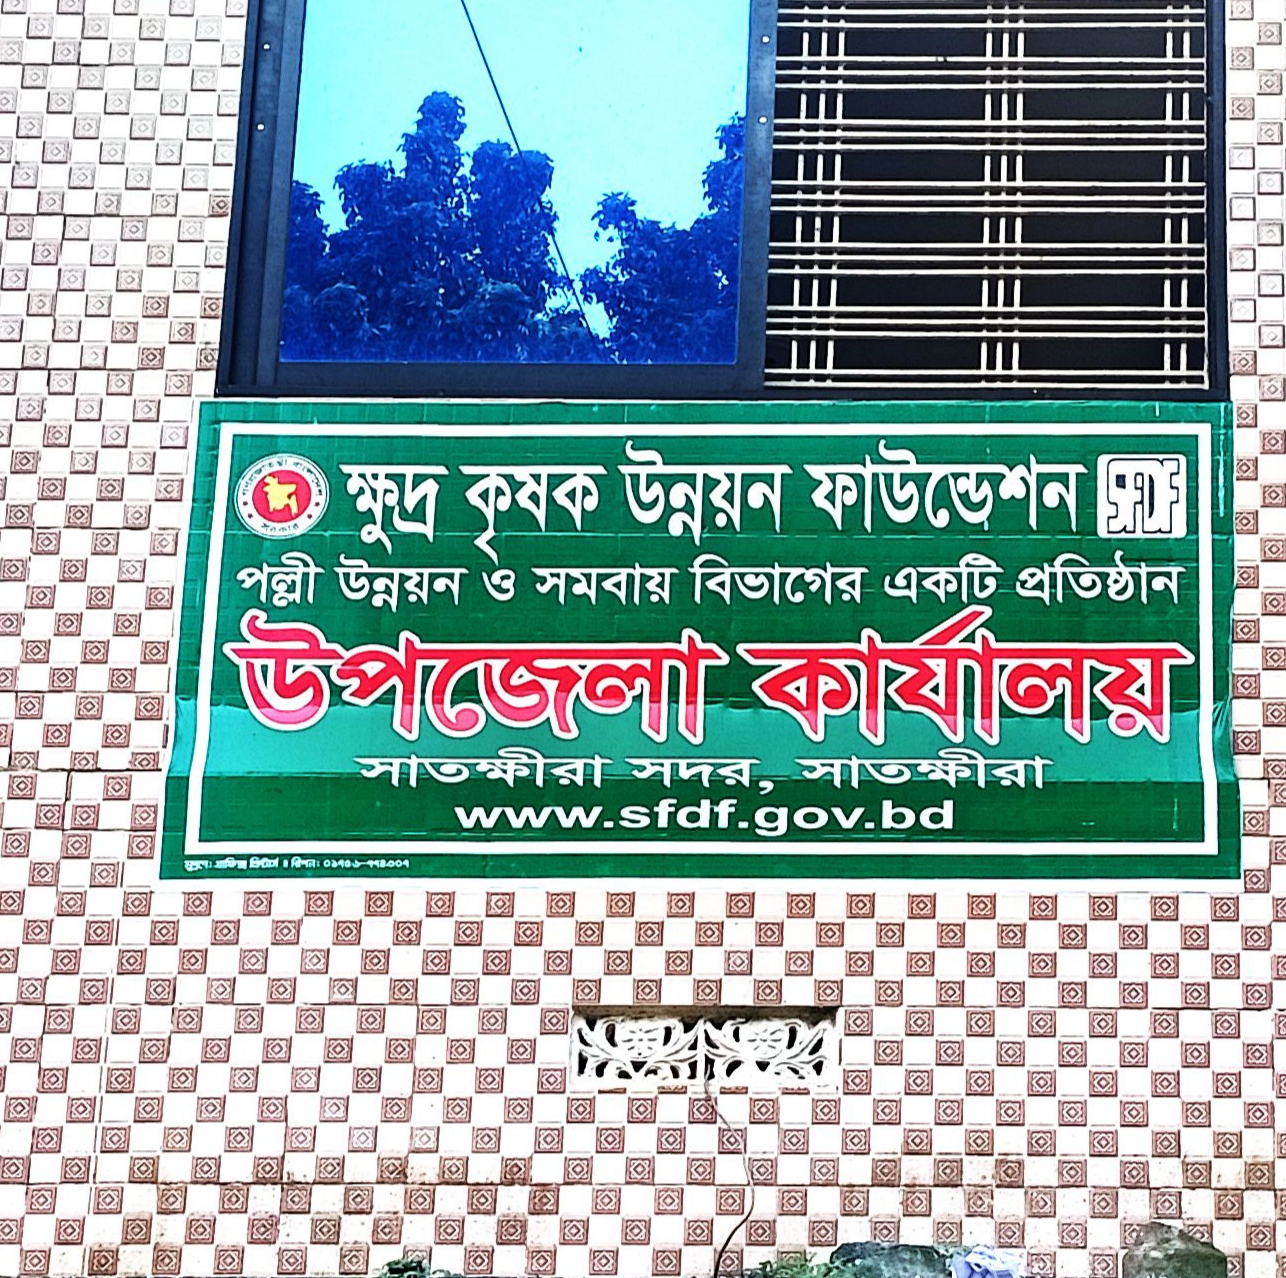 ক্ষুদ্র কৃষক উন্নয়ন ফাউন্ডেশন
SFDF
পল্লী উন্নয়ন ও সমবায় বিভাগের একটি প্রতিষ্ঠান
উপজেলা কার্যালয়
সাতক্ষীরা সদর, সাতক্ষীরা
www.sfdf.gov.bd